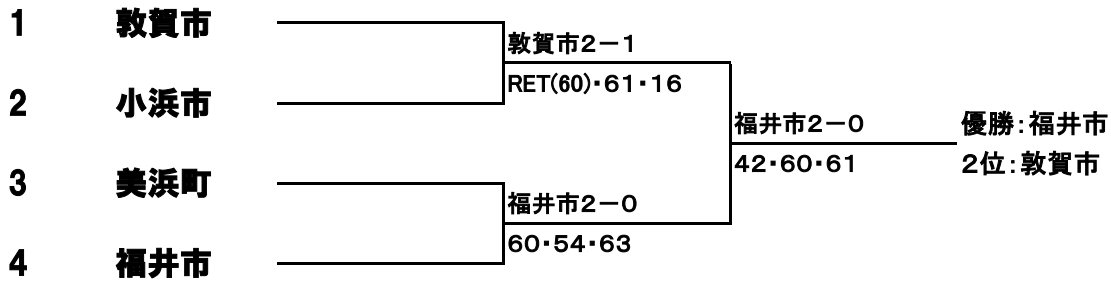 1 敦賀市
敦賀市2－1
RET(60)・61・16
2 小浜市
福井市2－0
42・60・61
優勝：福井市
2位：敦賀市
3 美浜町
福井市2－0
60・54・63
4 福井市